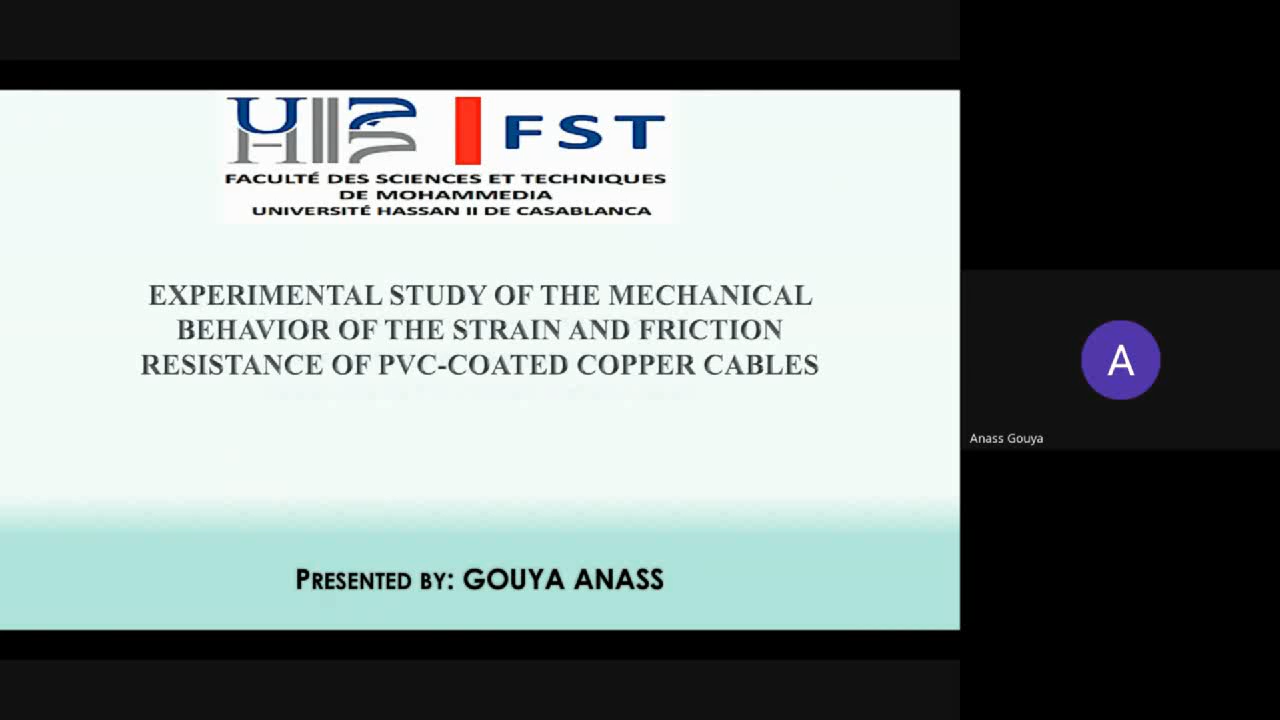 UH2C FST
FACULTÉ DES SCIENCES ET TECHNIQUES
DE MOHAMMEDIA
UNIVERSITÉ HASSAN II DE CASABLANCA
EXPERIMENTAL STUDY OF THE MECHANICAL
BEHAVIOR OF THE STRAIN AND FRICTION
RESISTANCE OF PVC-COATED COPPER CABLES
PRESENTED BY: GOUYA ANASS
A
Anass Gouya